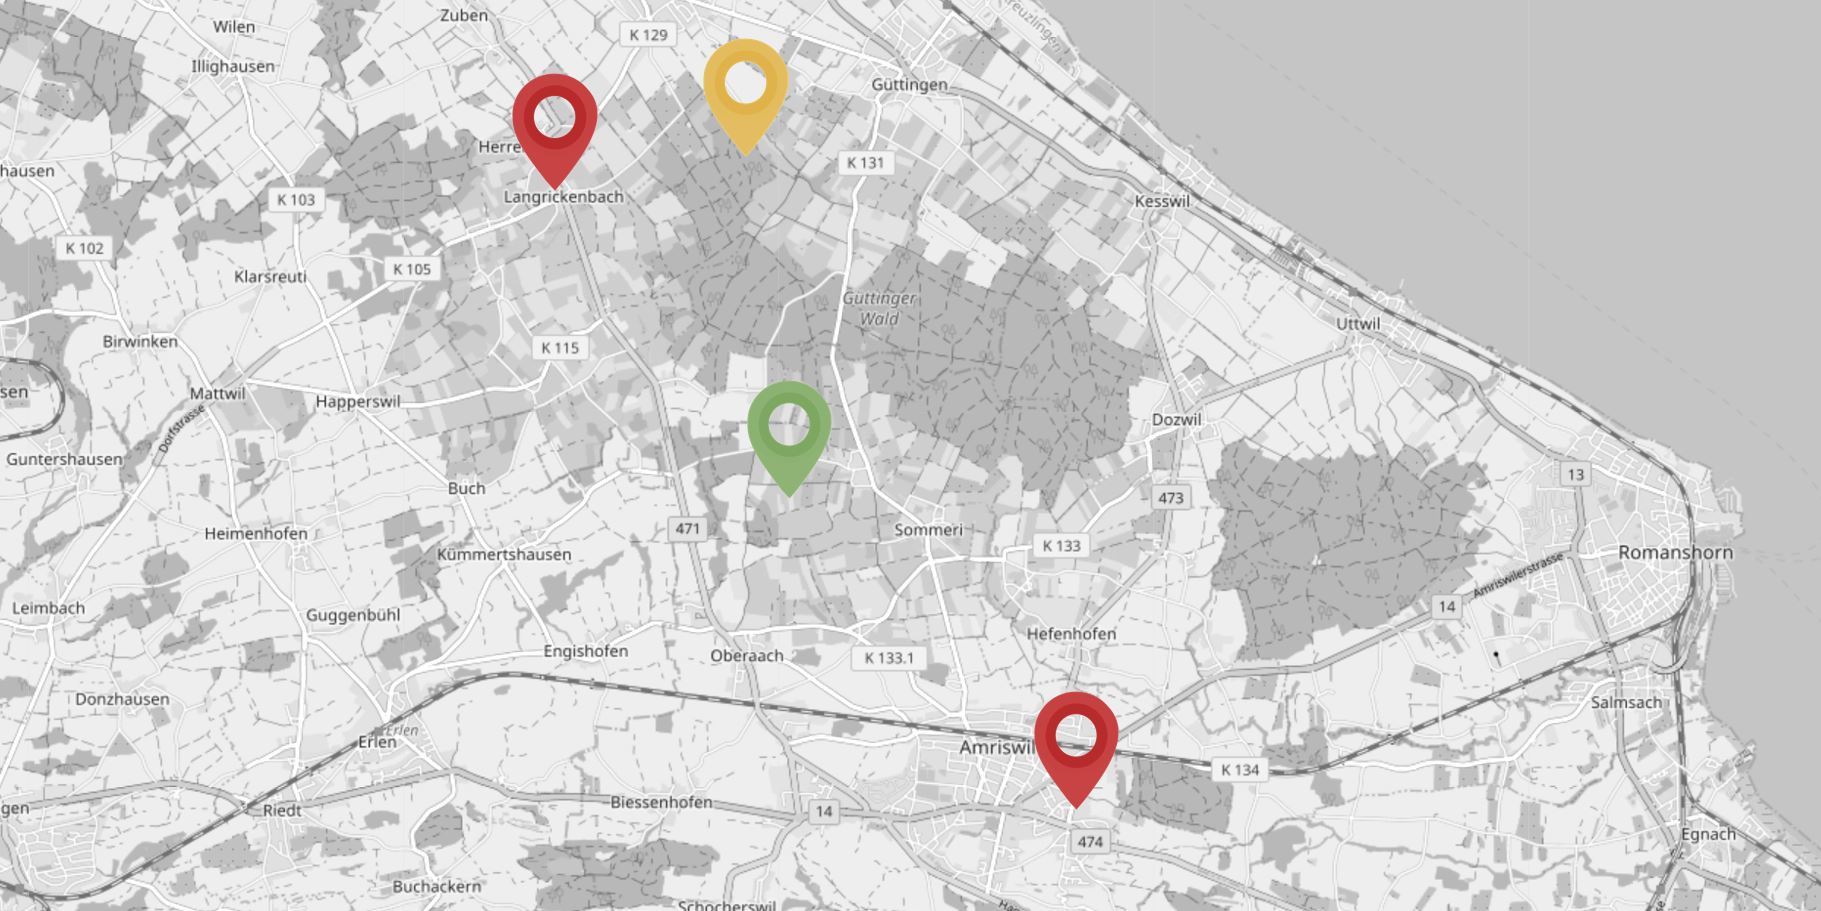 Zuben
Wilen
K 129
Kreuzlingen
Illighausen
Güttingen
Herre
K 131
hausen
K 103
Langrickenbach
Kesswil
K 102
K 105
Klarsreuti
Güttinger
Wald
Uttwil
Birwinken
K 115
sen
Mattwil
Happerswil
Dorfstrasse
Dozwil
Guntershausen
13
Buch
473
Heimenhofen
471
Sommeri
K 133
Kümmertshausen
Romanshorn
Amriswilerstrasse
Leimbach
Guggenbühl
14
Hefenhofen
Engishofen
Oberaach
K 133.1
Donzhausen
Salmsach
Erlen
Erlen
Amriswil
K 134
gen
Riedt
Biessenhofen
14
Egnach
474
Buchackern
Schocherswil